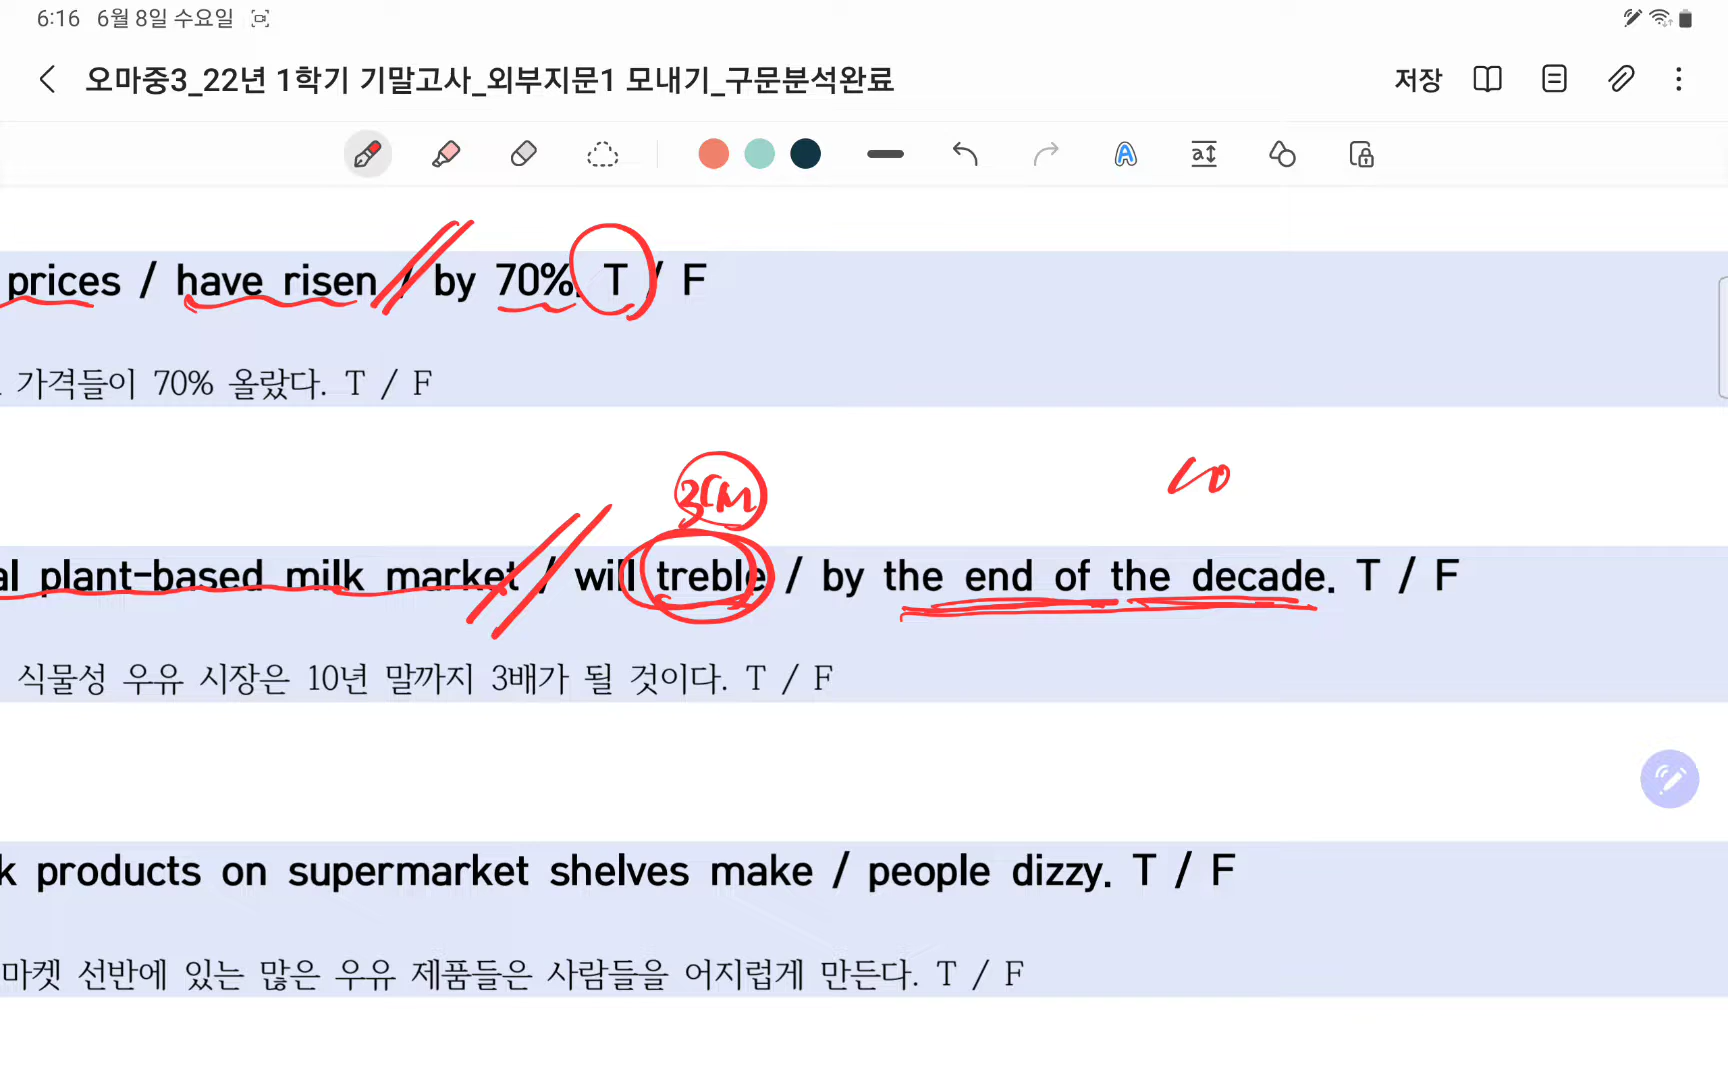 6:16 6월 8일 수요일
오마중3_22년 1학기 기말고사_외부지문1 모내기_구문분석완료 저장
prices / have risen / by 70%. T / F
가격들이 70% 올랐다. T / F
10
al plant-based milk market / will treble / by the end of the decade. T / F
식물성 우유 시장은 10년 말까지 3배가 될 것이다. T / F
k products on supermarket shelves make / people dizzy. T / F
마켓 선반에 있는 많은 우유 제품들은 사람들을 어지럽게 만든다. T / F